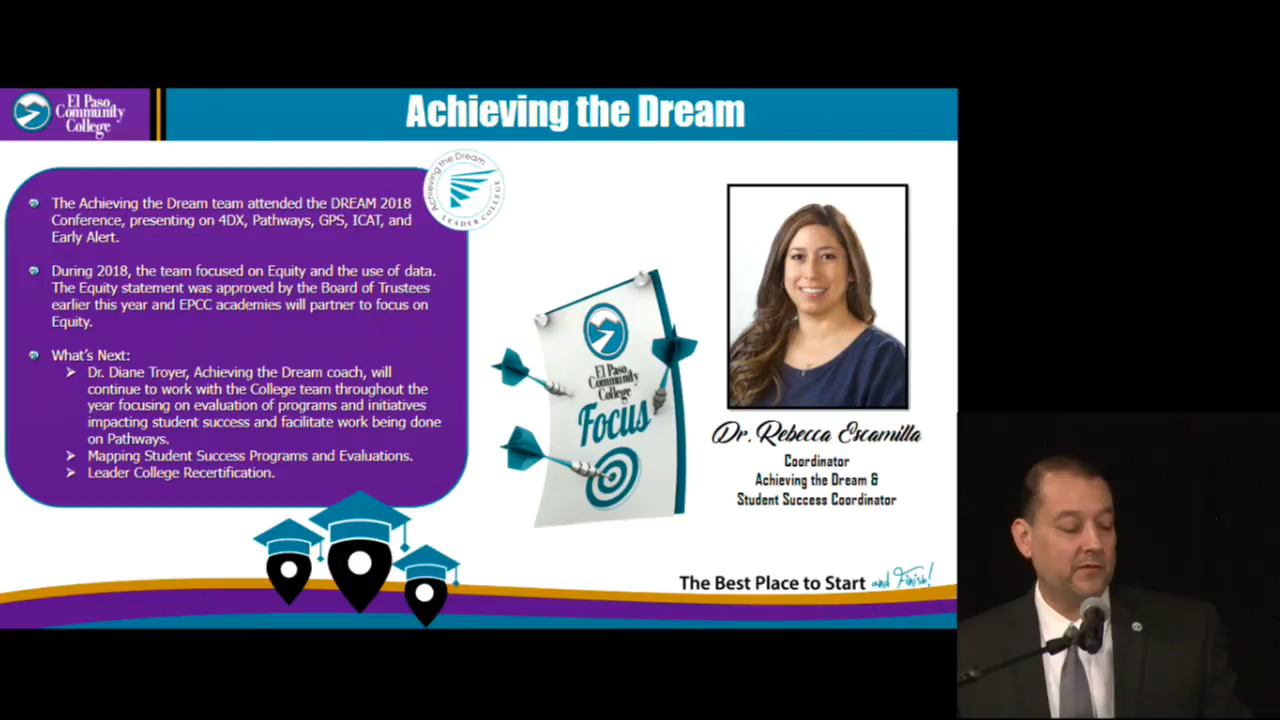 El Paso
Community
College
Achieving the Dream
Achieving the Dream
LEADER COLLEGE
The Achieving the Dream team attended the DREAM 2018
Conference, presenting on 4DX, Pathways, GPS, ICAT, and
Early Alert.
During 2018, the team focused on Equity and the use of data.
The Equity statement was approved by the Board of Trustees
earlier this year and EPCC academies will partner to focus on
Equity.
What's Next:
Dr. Diane Troyer, Achieving the Dream coach, will
continue to work with the College team throughout the
year focusing on evaluation of programs and initiatives
impacting student success and facilitate work being done
on Pathways.
Mapping Student Success Programs and Evaluations.
Leader College Recertification.
El Paso
Community
College
Focus
Dr. Rebecca Escamilla
Coordinator
Achieving the Dream &
Student Success Coordinator
The Best Place to Start and Finish!